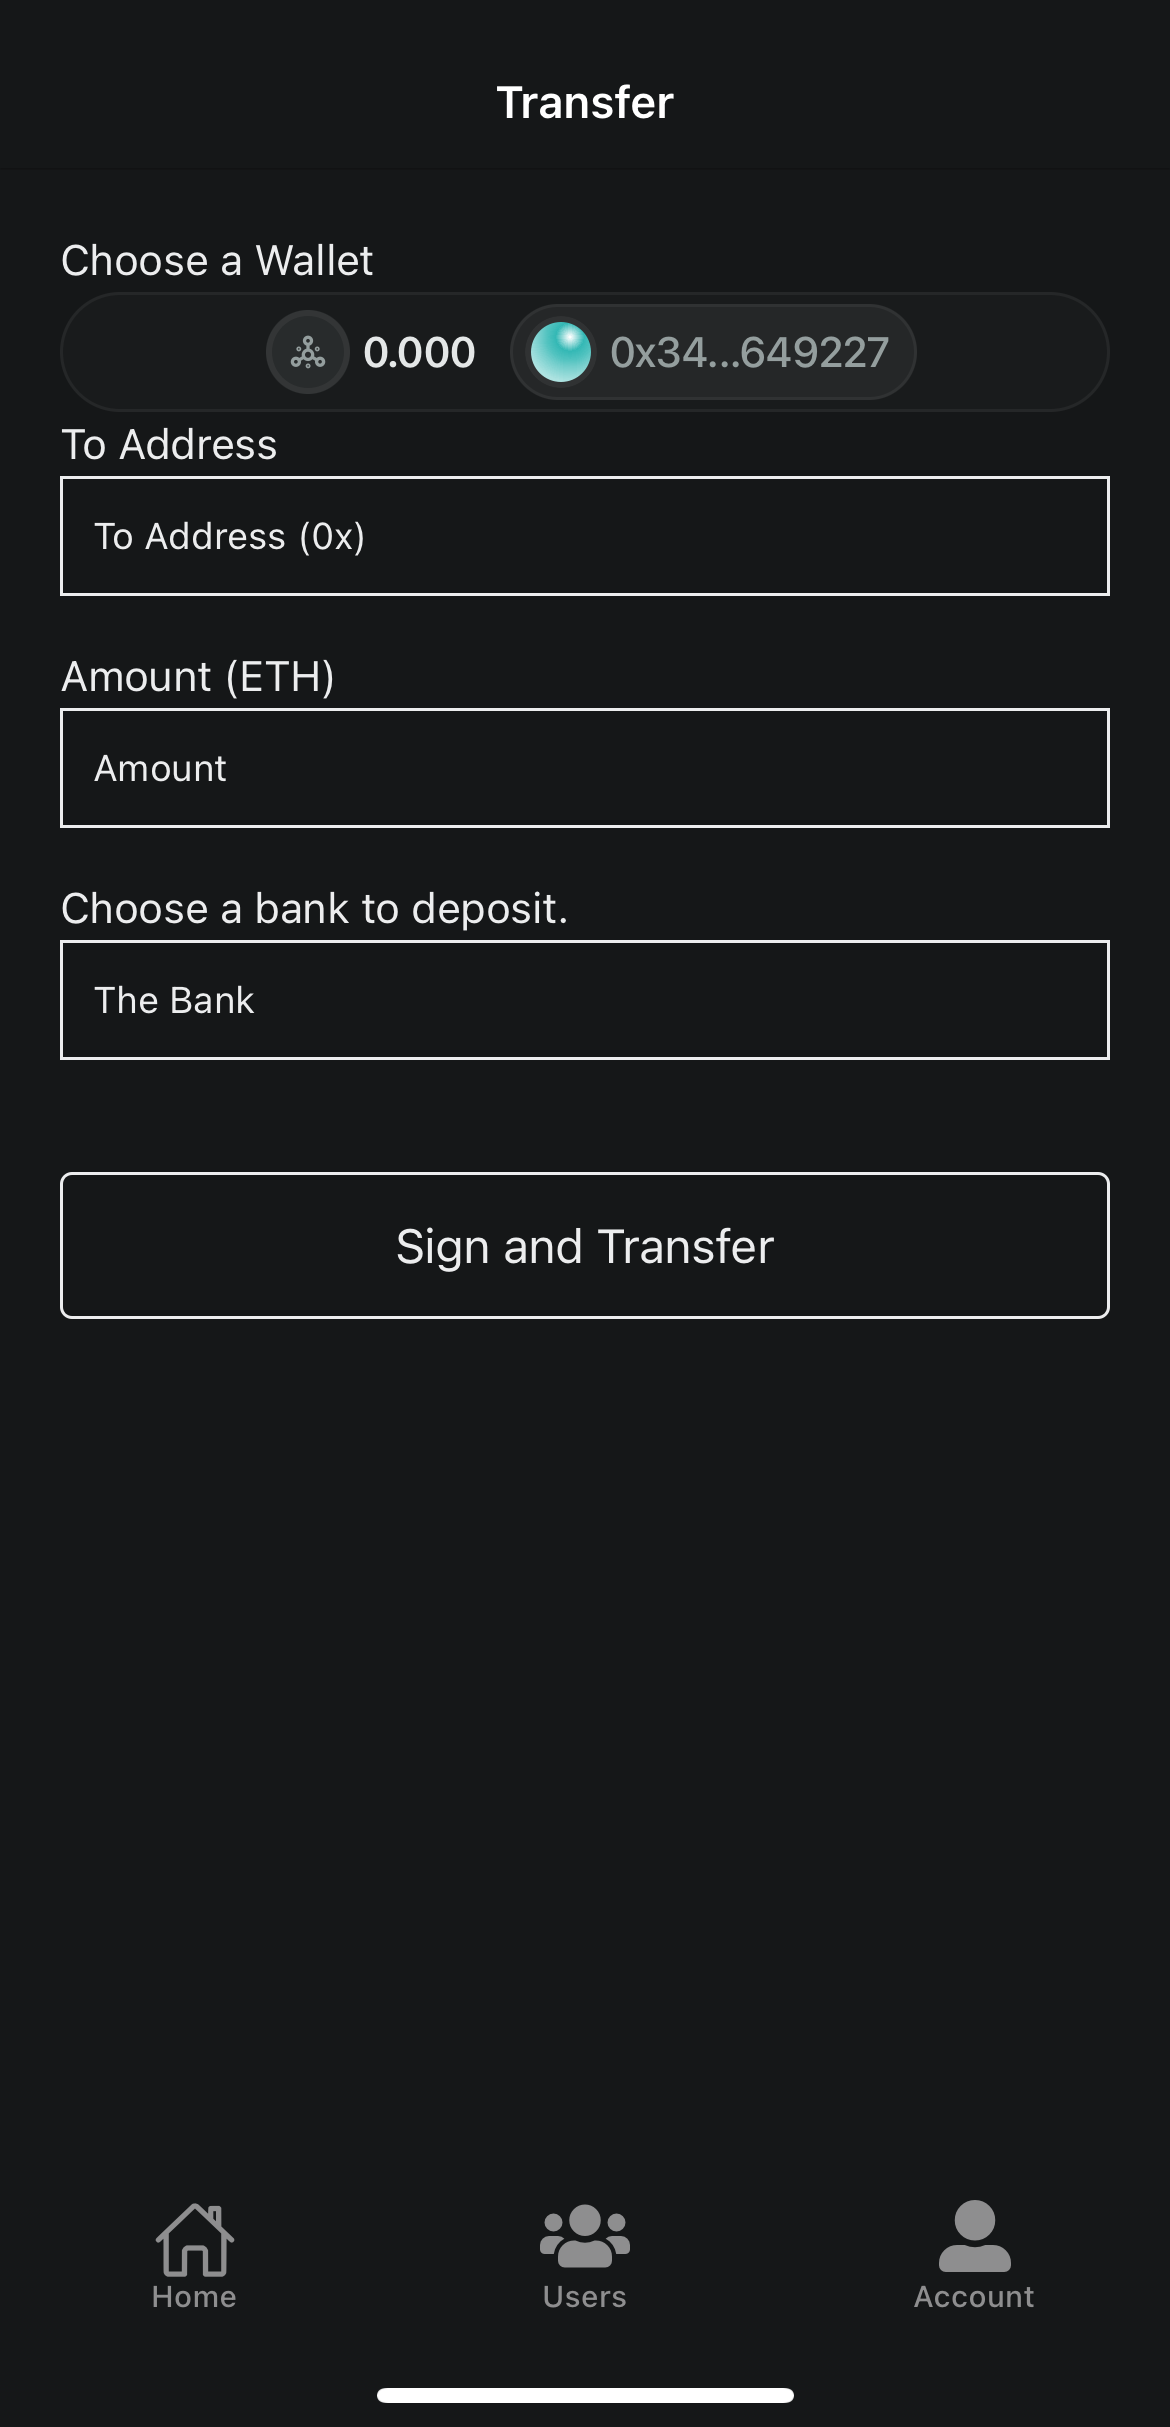 Transfer
Choose a Wallet
0.000 0x34...649227
To Address
To Address (0x)
Amount (ETH)
Amount
Choose a bank to deposit.
The Bank
Sign and Transfer
Home Users Account